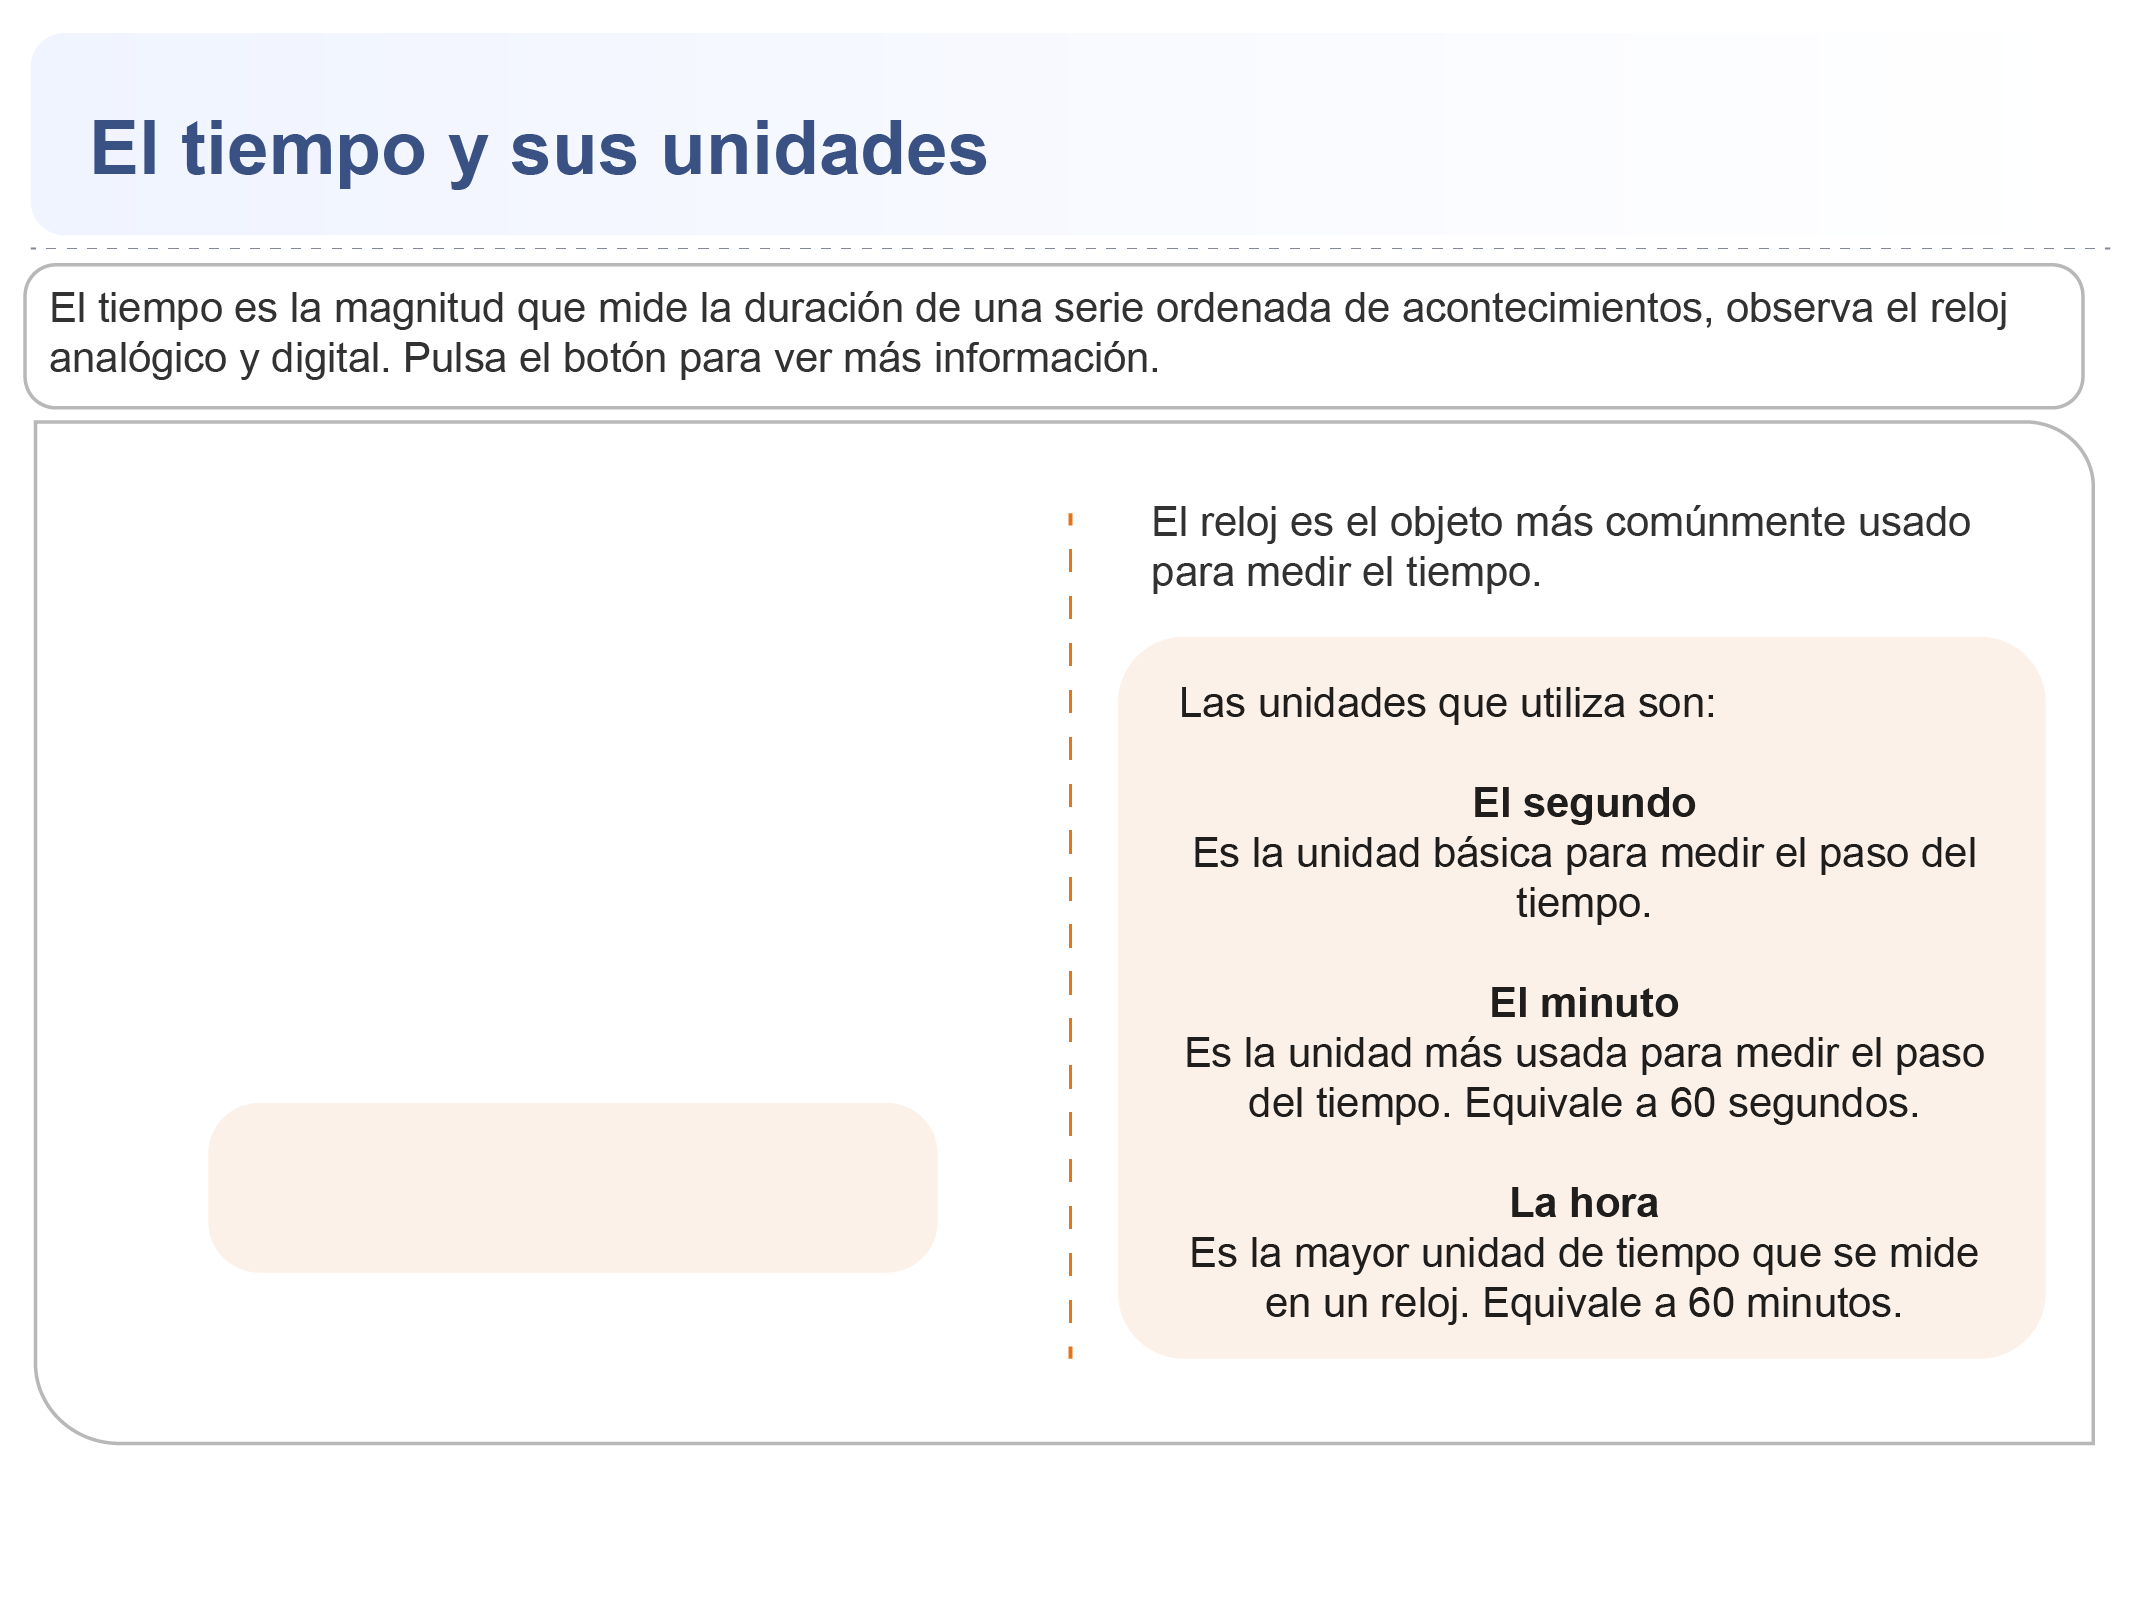 El tiempo y sus unidades
El tiempo es la magnitud que mide la duración de una serie ordenada de acontecimientos, observa el reloj
analógico y digital. Pulsa el botón para ver más información.
El reloj es el objeto más comúnmente usado
para medir el tiempo.
Las unidades que utiliza son:
El segundo
Es la unidad básica para medir el paso del
tiempo.
El minuto
Es la unidad más usada para medir el paso
del tiempo. Equivale a 60 segundos.
La hora
Es la mayor unidad de tiempo que se mide
en un reloj. Equivale a 60 minutos.